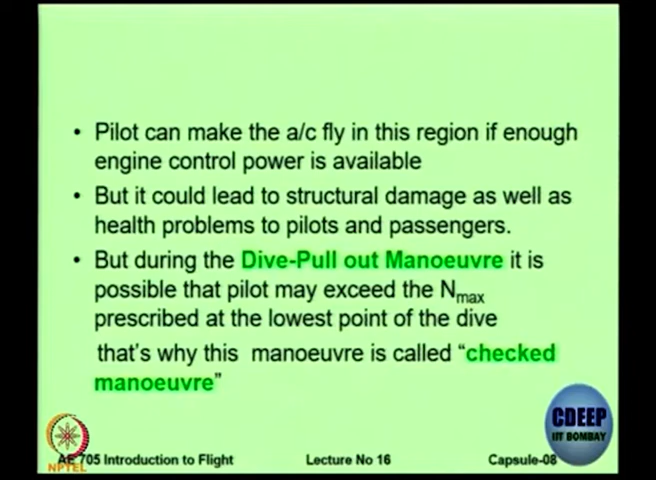 • Pilot can make the a/c fly in this region if enough
engine control power is available
• But it could lead to structural damage as well as
health problems to pilots and passengers.
• But during the Dive-Pull out Manoeuvre it is
possible that pilot may exceed the Nmax
prescribed at the lowest point of the dive
that's why this manoeuvre is called “checked
manoeuvre”
CDEEP
IIT BOMBAY
NPTEL
AE 705 Introduction to Flight
Lecture No 16
Capsule-08